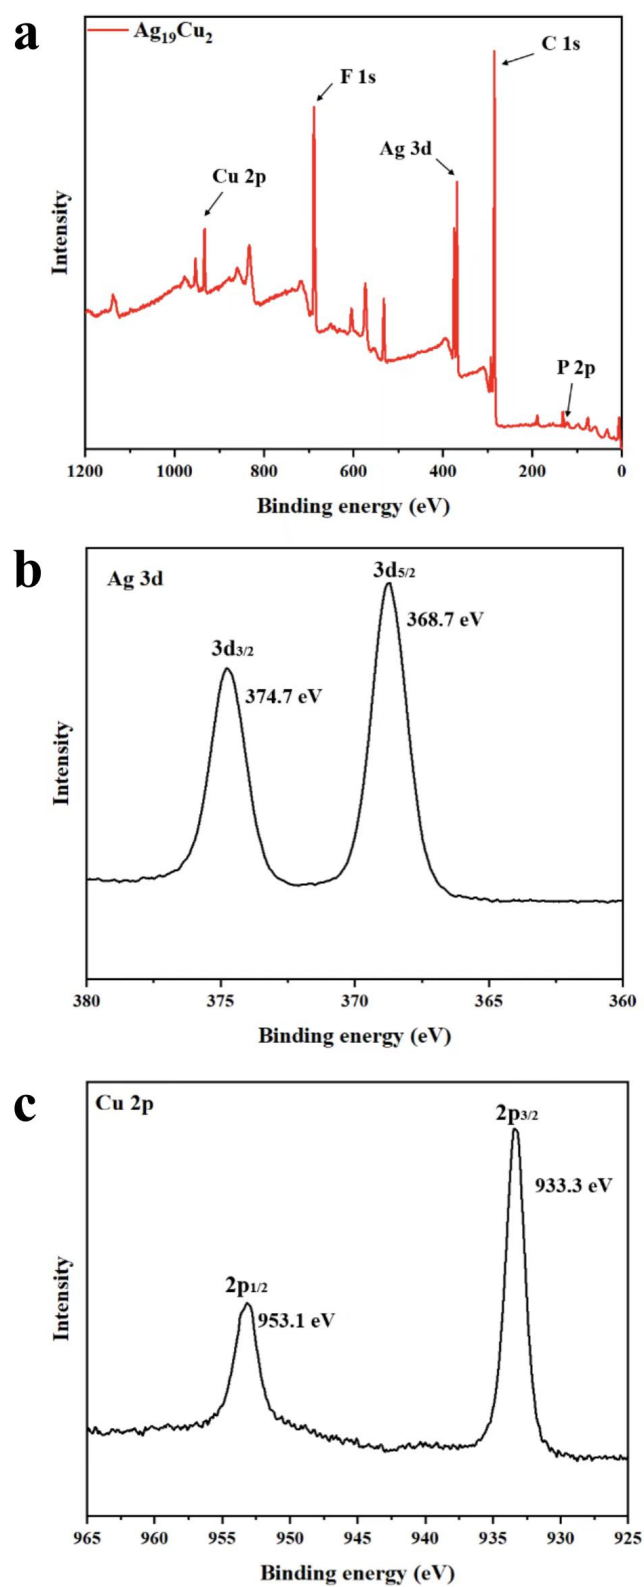 a
Ag₁₉Cu₂
C 1s
F 1s
Ag 3d
Cu 2p
P 2p
Intensity
1200 1000 800 600 400 200 0
Binding energy (eV)
b
Ag 3d
3d₅/₂
368.7 eV
3d₃/₂
374.7 eV
Intensity
380 375 370 365 360
Binding energy (eV)
c
Cu 2p
2p₃/₂
933.3 eV
2p₁/₂
953.1 eV
Intensity
965 960 955 950 945 940 935 930 925
Binding energy (eV)